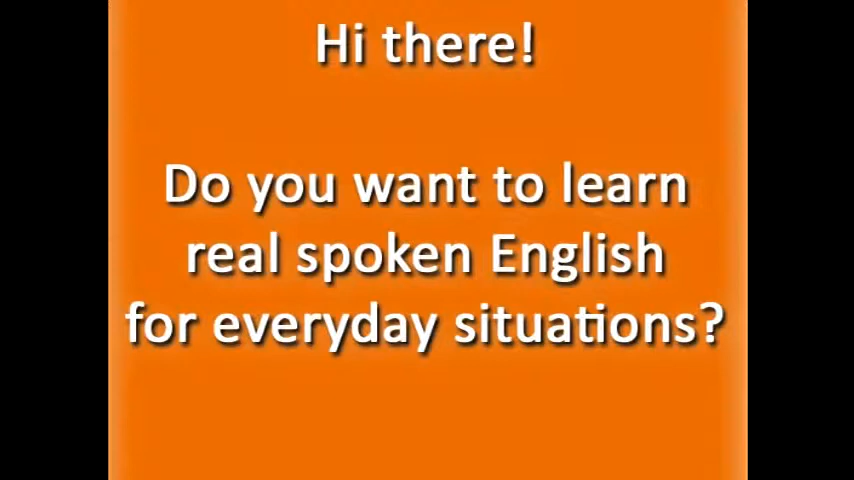 Hi there!
Do you want to learn
real spoken English
for everyday situations?